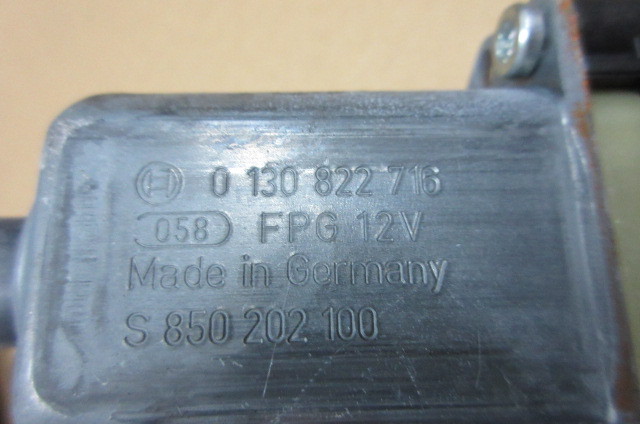 0 130 822 716
058 FPG 12V
Made in Germany
S 850 202 100